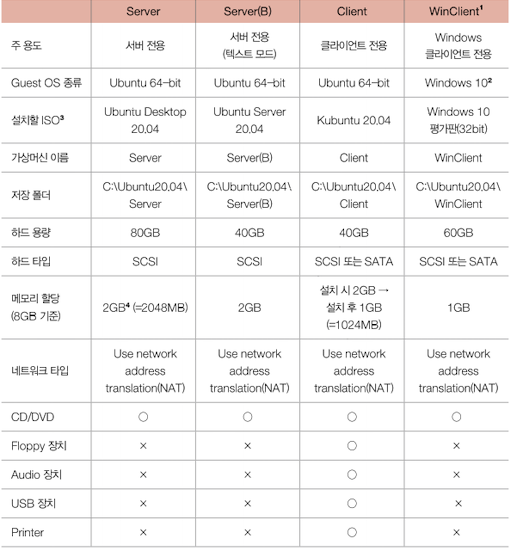 Server Server(B) Client WinClient¹
주 용도 서버 전용 서버 전용 클라이언트 전용 Windows
(텍스트 모드) 클라이언트 전용
Guest OS 종류 Ubuntu 64-bit Ubuntu 64-bit Ubuntu 64-bit Windows 10²
설치할 ISO³ Ubuntu Desktop Ubuntu Server Kubuntu 20.04 Windows 10
20.04 20.04 평가판(32bit)
가상머신 이름 Server Server(B) Client WinClient
저장 폴더 C:\Ubuntu20.04\ C:\Ubuntu20.04\ C:\Ubuntu20.04\ C:\Ubuntu20.04\
Server Server(B) Client WinClient
하드 용량 80GB 40GB 40GB 60GB
하드 타입 SCSI SCSI SCSI 또는 SATA SCSI 또는 SATA
메모리 할당 2GB⁴ (=2048MB) 2GB 설치 시 2GB → 1GB
(8GB 기준) 설치 후 1GB
(=1024MB)
네트워크 타입 Use network Use network Use network Use network
address address address address
translation(NAT) translation(NAT) translation(NAT) translation(NAT)
CD/DVD ○ ○ ○ ○
Floppy 장치 × × ○ ×
Audio 장치 × × ○ ×
USB 장치 × × ○ ×
Printer × × ○ ×